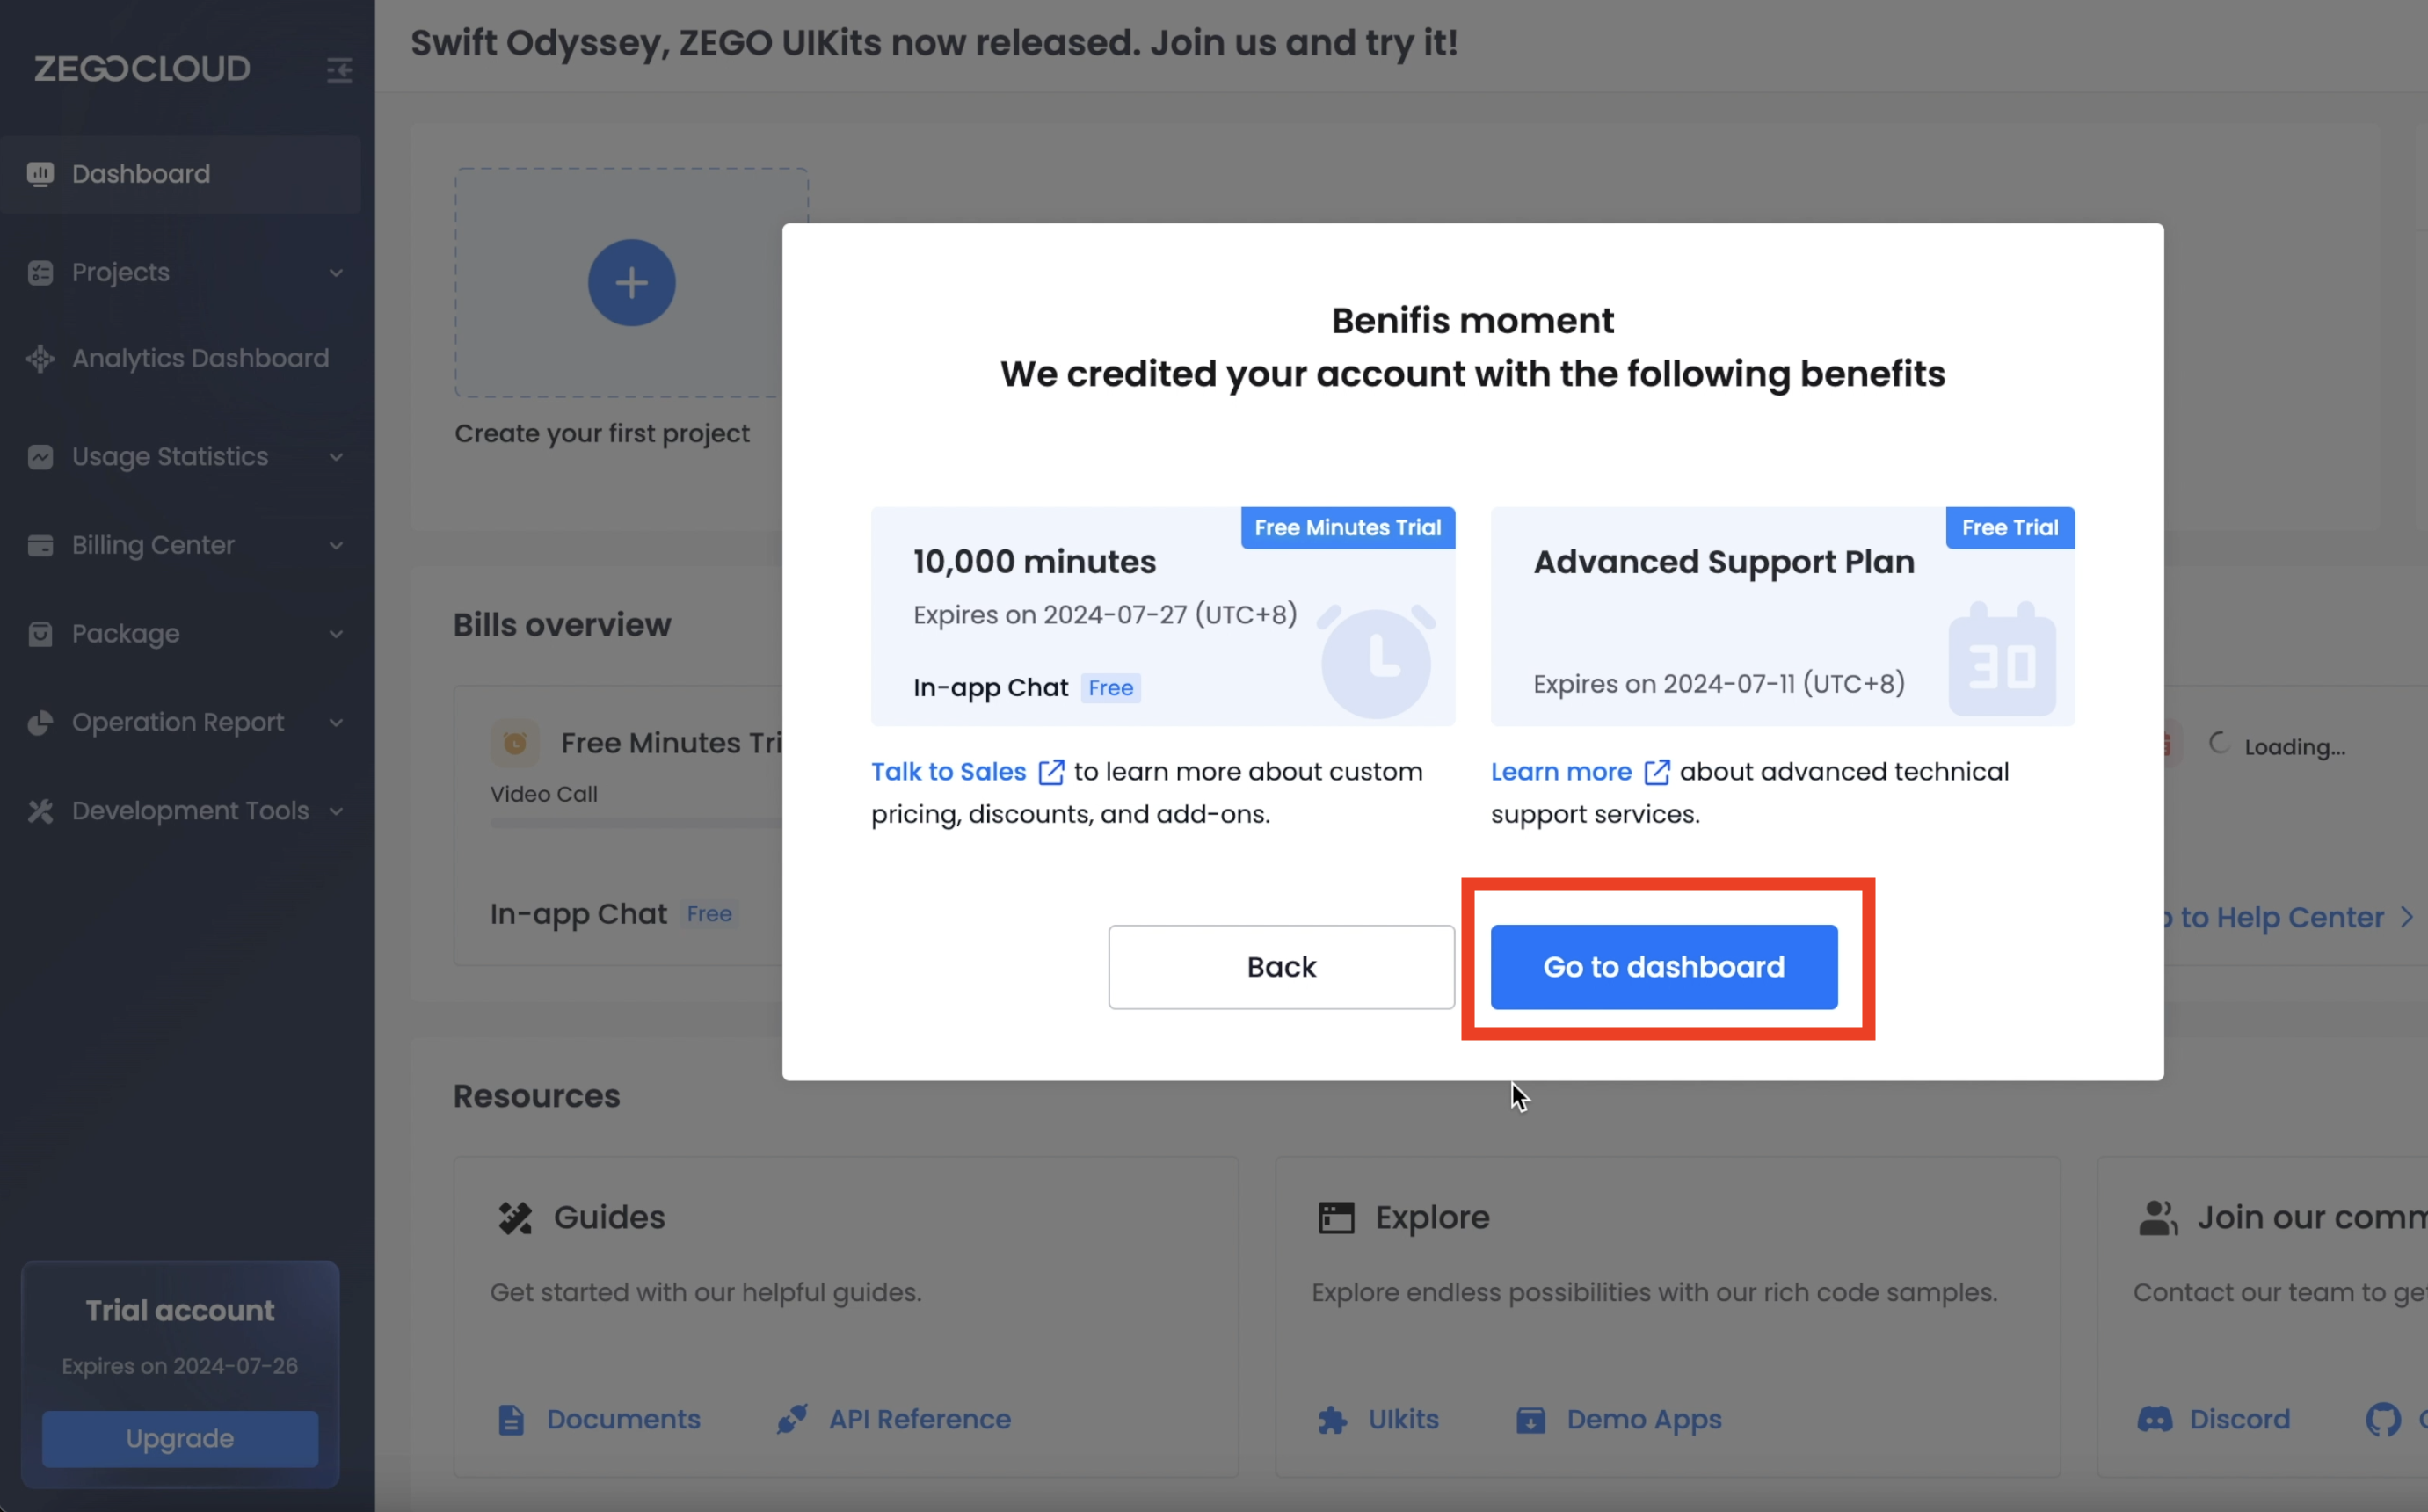 ZEGOCLOUD
Swift Odyssey, ZEGO UIKits now released. Join us and try it!
Dashboard
Projects
Analytics Dashboard
Usage Statistics
Billing Center
Package
Operation Report
Development Tools
Trial account
Expires on 2024-07-26
Upgrade
Create your first project
Bills overview
Free Minutes Tri
Video Call
In-app Chat Free
Loading...
to Help Center
Benifis moment
We credited your account with the following benefits
Free Minutes Trial
10,000 minutes
Expires on 2024-07-27 (UTC+8)
In-app Chat Free
Talk to Sales to learn more about custom
pricing, discounts, and add-ons.
Free Trial
Advanced Support Plan
30
Expires on 2024-07-11 (UTC+8)
Learn more about advanced technical
support services.
Back
Go to dashboard
Resources
Guides
Get started with our helpful guides.
Documents
API Reference
Explore
Explore endless possibilities with our rich code samples.
UIkits
Demo Apps
Join our comm
Contact our team to ge
Discord